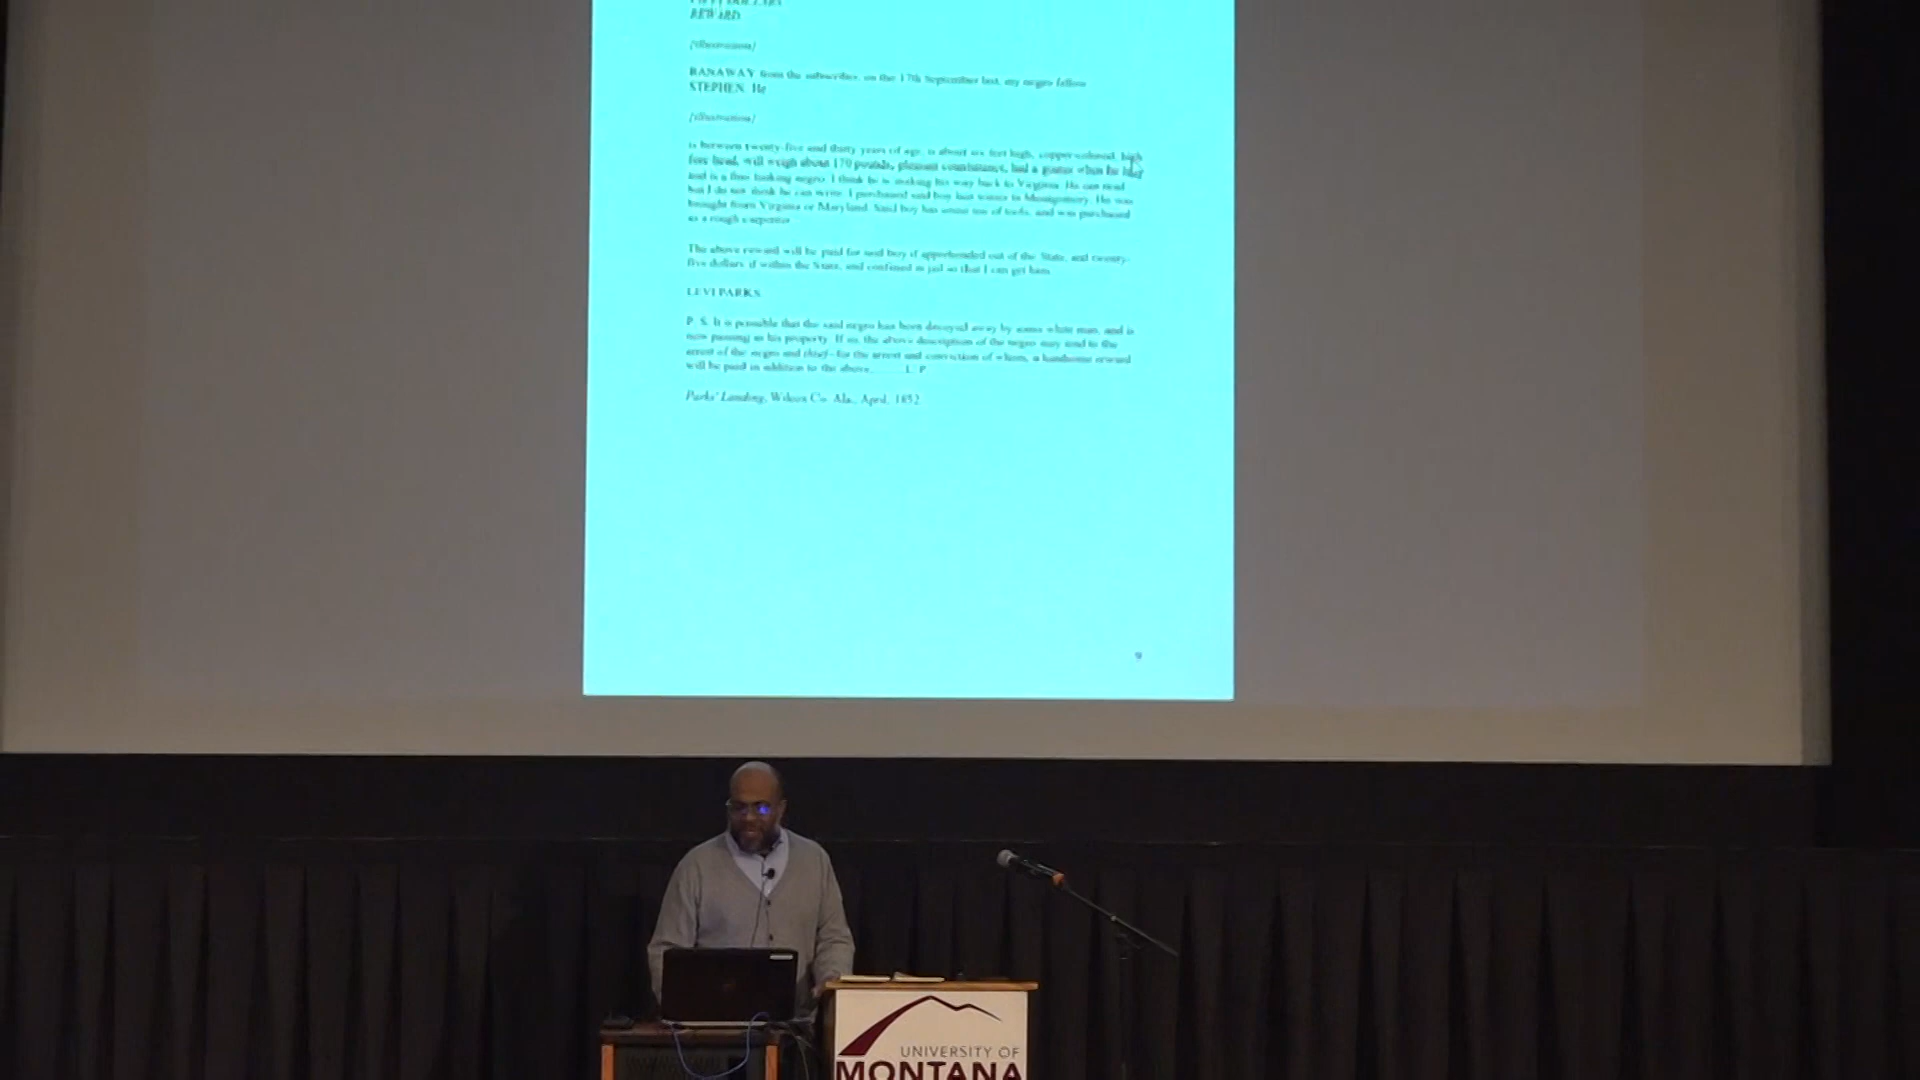 FIFTY DOLLARS
REWARD
[illustration]
RANAWAY from the subscriber, on the 17th September last, my negro fellow
STEPHEN. He
[illustration]
is between twenty-five and thirty years of age, is about six feet high, copper-colored, high
fore head, will weigh about 170 pounds, pleasant countenance, had a goatee when he left
and is a fine looking negro. I think he is making his way back to Virginia. He can read
but I do not think he can write. I purchased said boy last winter in Montgomery. He was
brought from Virginia or Maryland. Said boy has some use of tools, and was purchased
as a rough carpenter.
The above reward will be paid for said boy if apprehended out of the State, and twenty-
five dollars if within the State, and confined in jail so that I can get him.
LEVI PARKS.
P. S. It is possible that the said negro has been decoyed away by some white man, and is
now passing as his property. If so, the above description of the negro may tend to the
arrest of the negro and thief—for the arrest and conviction of whom, a handsome reward
will be paid in addition to the above. ........ L. P.
Parks' Landing, Wilcox Co. Ala., April, 1852.
9
UNIVERSITY OF
MONTANA